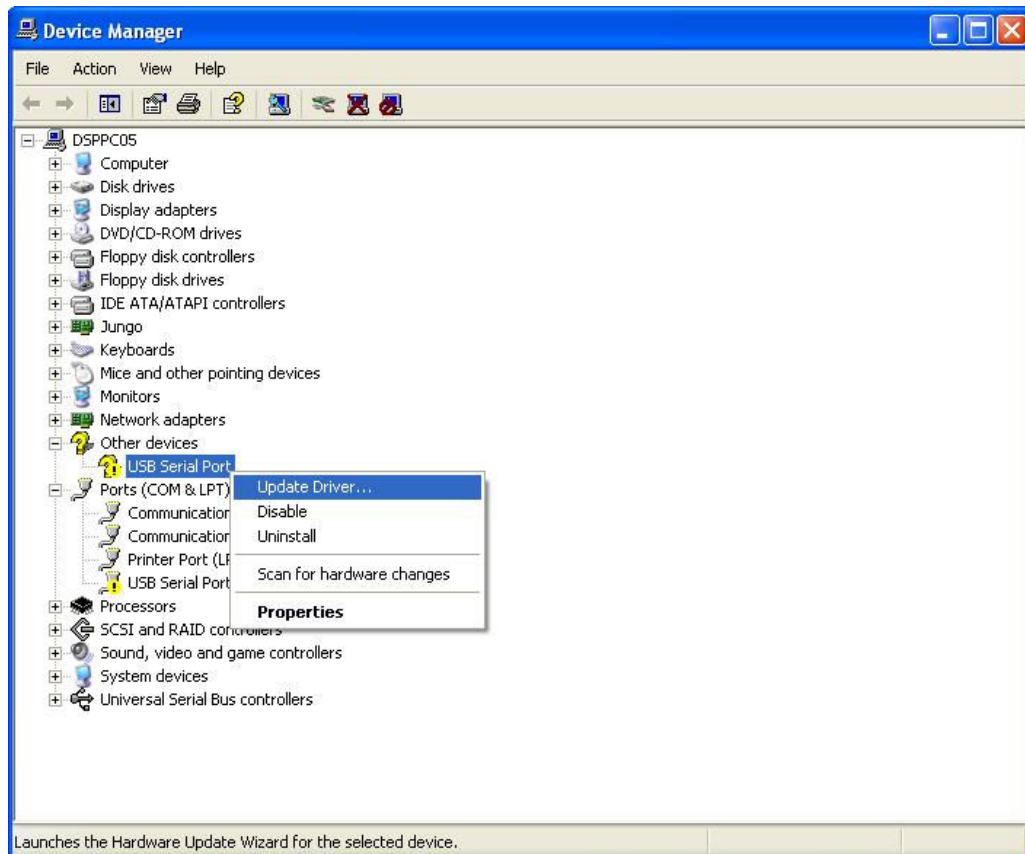 Device Manager
File Action View Help
DSPPC05
Computer
Disk drives
Display adapters
DVD/CD-ROM drives
Floppy disk controllers
Floppy disk drives
IDE ATA/ATAPI controllers
Jungo
Keyboards
Mice and other pointing devices
Monitors
Network adapters
Other devices
USB Serial Port
Ports (COM & LPT)
Communication
Communication
Printer Port
USB Serial Port
Update Driver...
Disable
Uninstall
Scan for hardware changes
Properties
Processors
SCSI and RAID controllers
Sound, video and game controllers
System devices
Universal Serial Bus controllers
Launches the Hardware Update Wizard for the selected device.